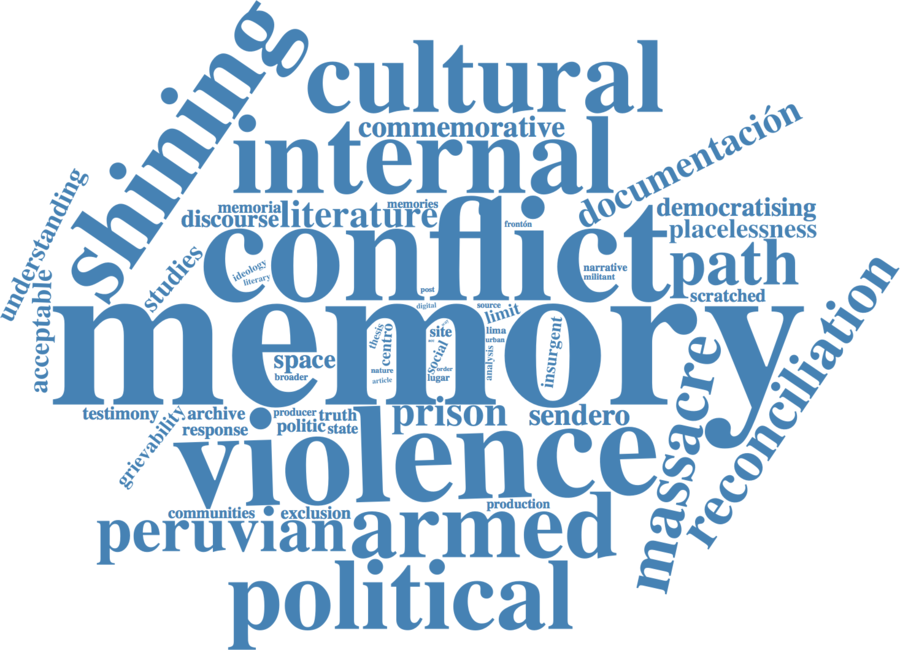 shining
cultural
internal
commemorative
documentación
understanding
acceptable
studies
memoria
memories
discourse
literature
frontón
democratising
placelessness
conflict
ideology
literary
narrative
militant
path
scratched
memory
post
digital
source
limit
thesis
centro
site
art
social
order
lugar
nature
article
lima
urban
analysis
insurgent
space
broader
massacre
reconciliation
testimony
archive
response
grievability
producer
truth
politic
state
prison
sendero
violence
communities
exclusion
production
peruvian
armed
political